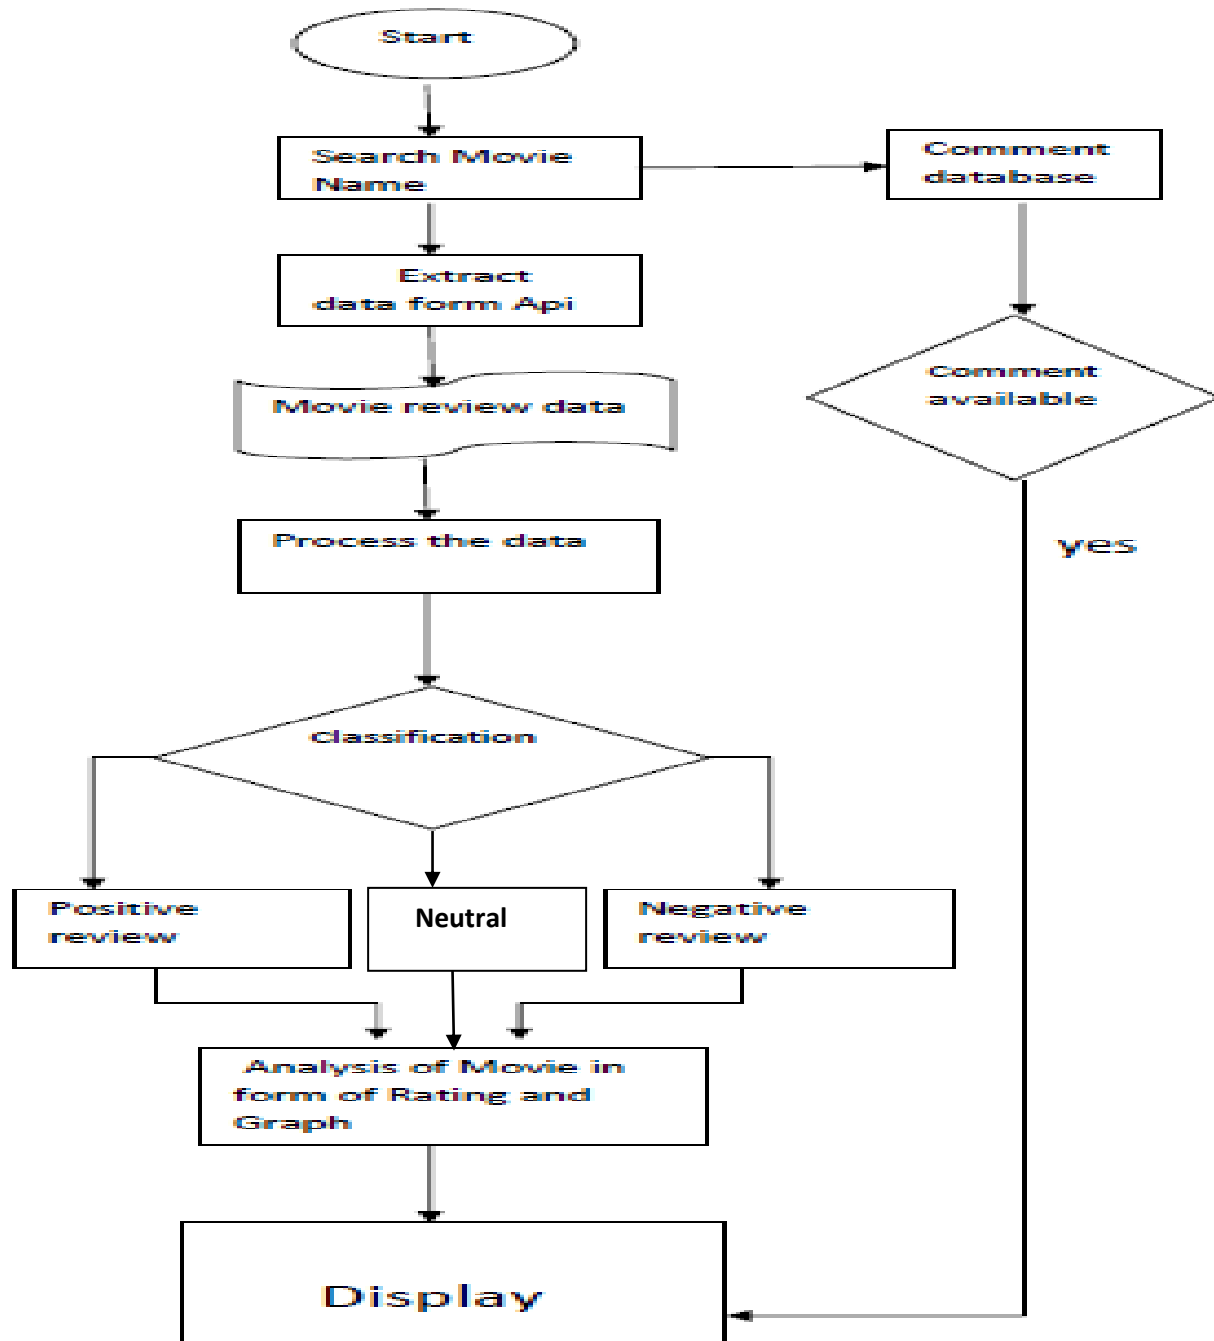 Start
Search Movie
Name
Comment
database
Extract
data form Api
Comment
available
Movie review data
Process the data
yes
Classification
Positive
review
Neutral
Negative
review
Analysis of Movie in
form of Rating and
Graph
Display